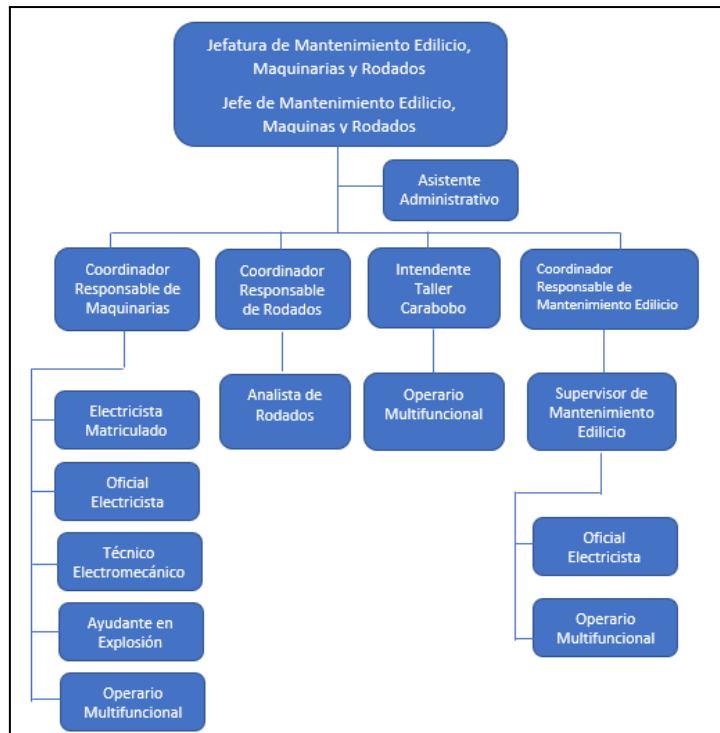 Jefatura de Mantenimiento Edilicio,
Maquinarias y Rodados
Jefe de Mantenimiento Edilicio,
Maquinas y Rodados
Asistente
Administrativo
Coordinador
Responsable de
Maquinarias
Coordinador
Responsable
de Rodados
Intendente
Taller
Carabobo
Coordinador
Responsable de
Mantenimiento Edilicio
Electricista
Matriculado
Oficial
Electricista
Técnico
Electromecánico
Ayudante en
Explosión
Operario
Multifuncional
Analista de
Rodados
Operario
Multifuncional
Supervisor de
Mantenimiento
Edilicio
Oficial
Electricista
Operario
Multifuncional